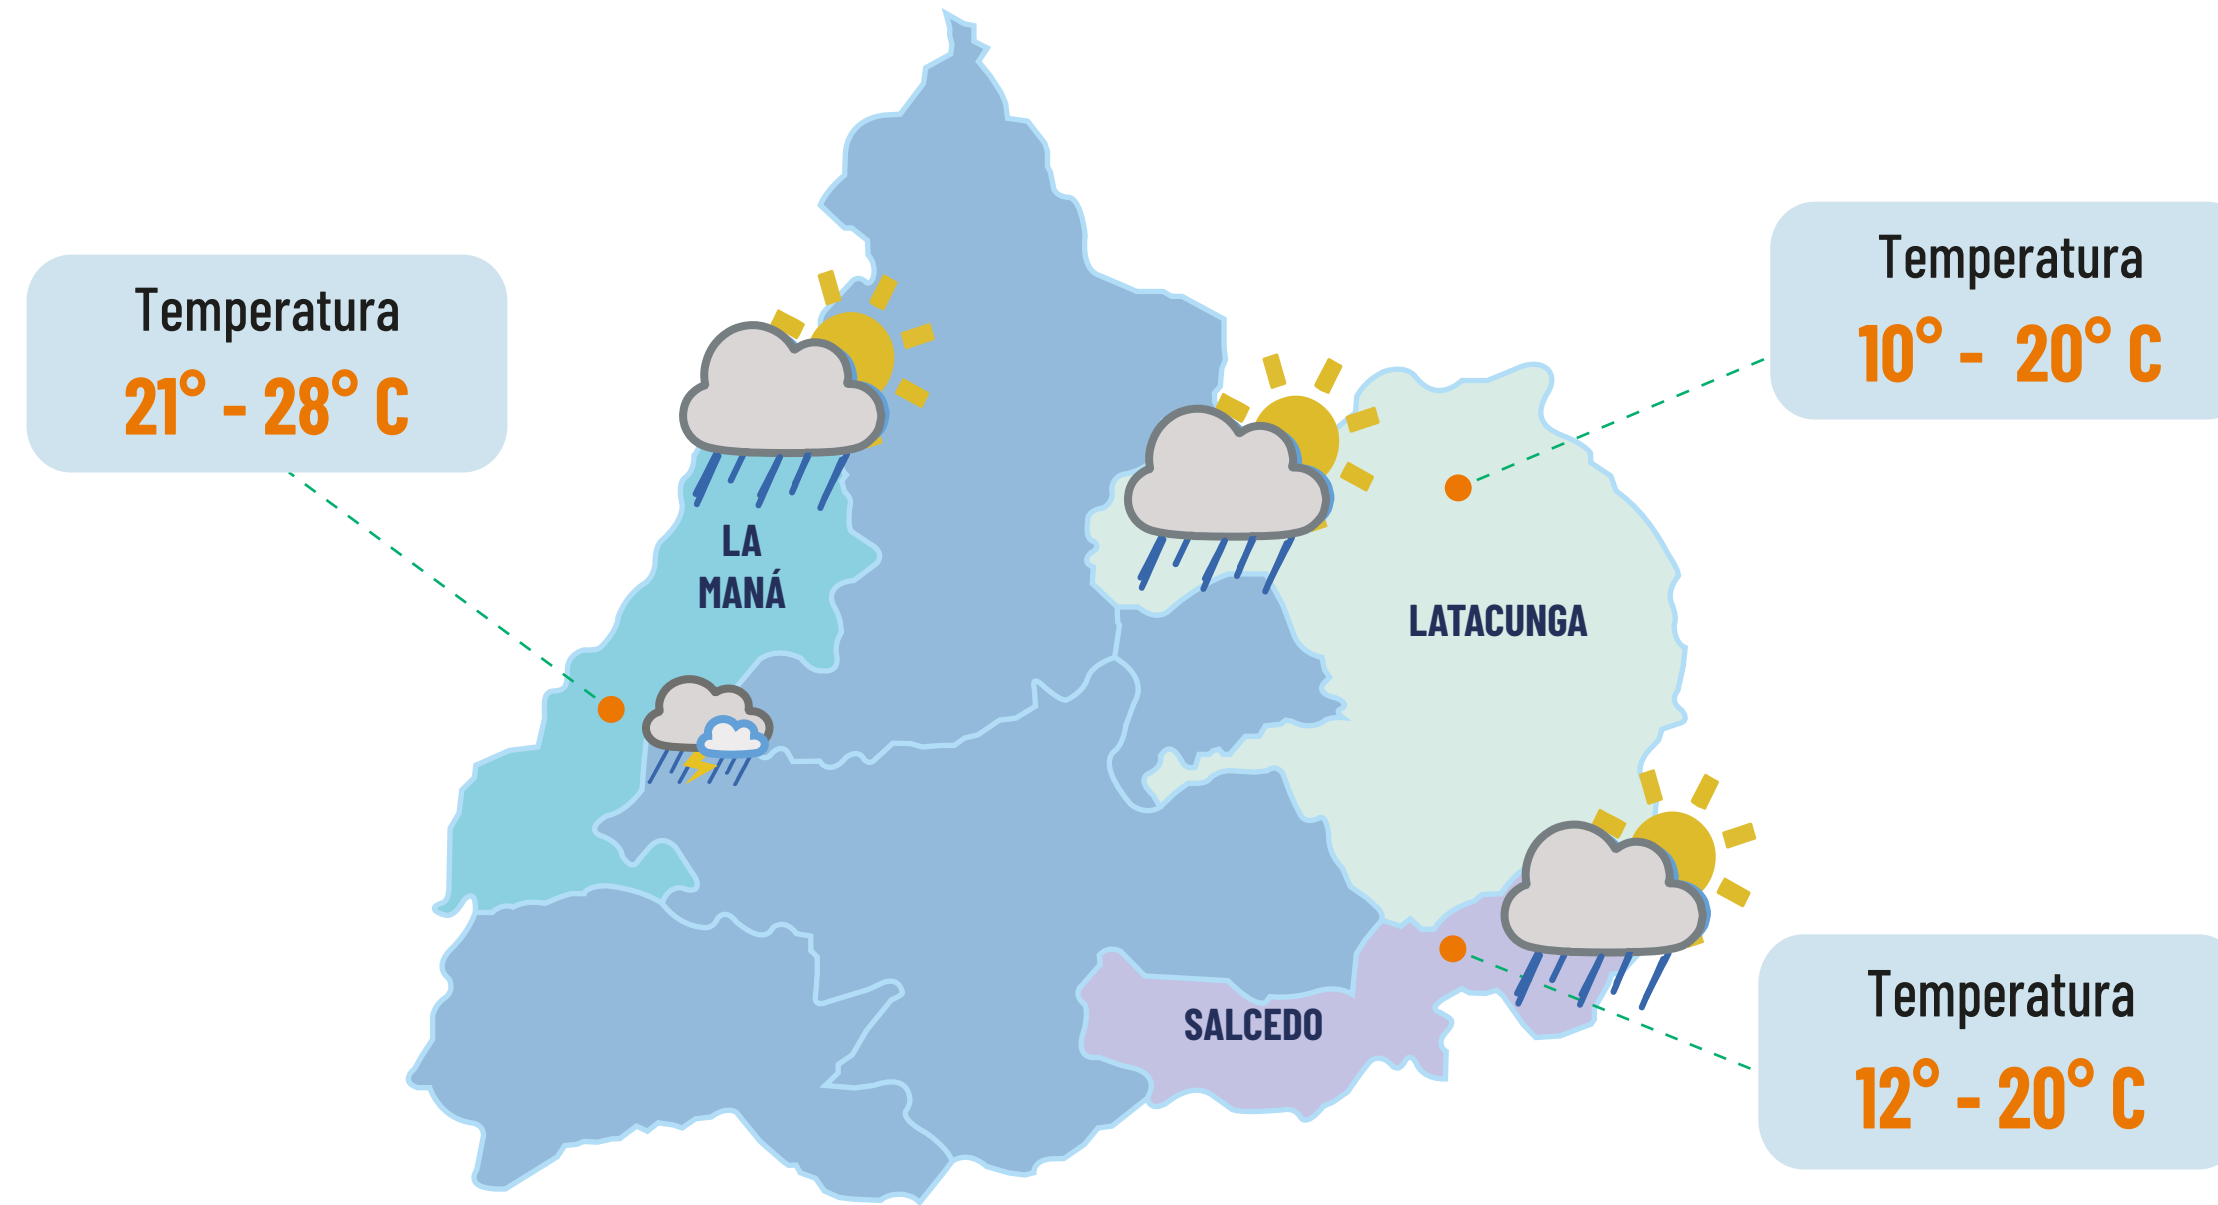 Temperatura
21° - 28° C
Temperatura
10° - 20° C
LA
MANÁ
LATACUNGA
SALCEDO
Temperatura
12° - 20° C